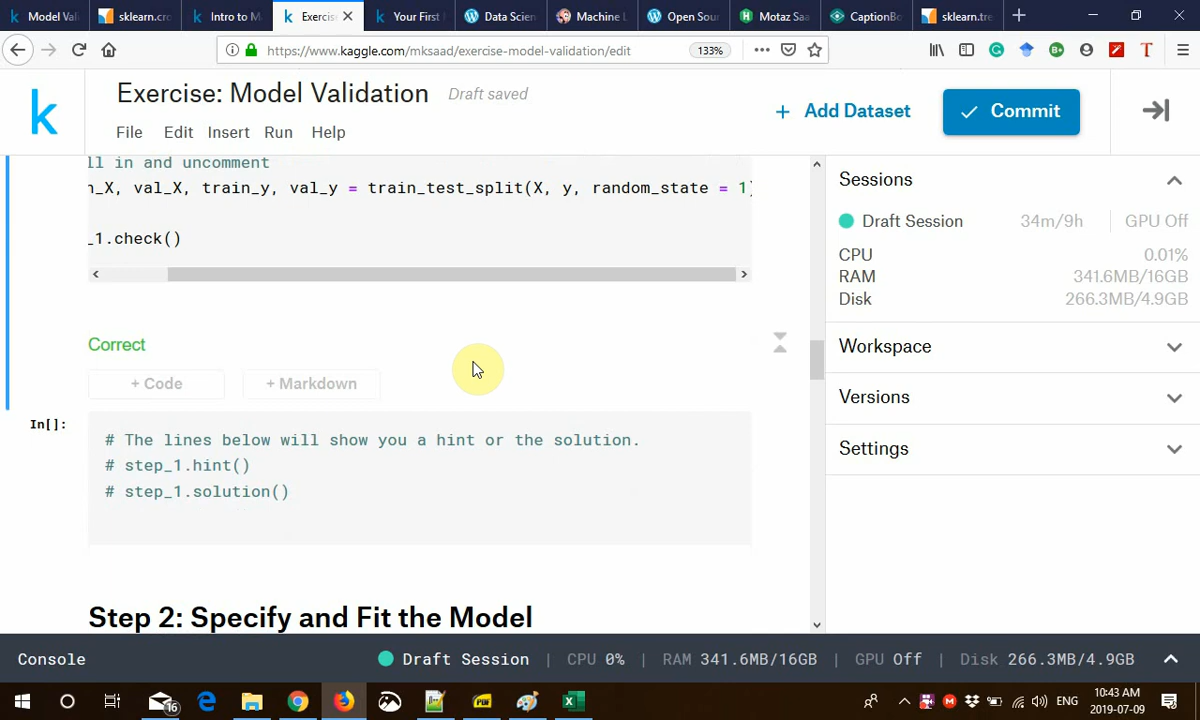 Model Vali
sklearn.cro
Intro to M
Exercis
Your First
Data Scien
Machine L
Open Sour
Motaz Saa
CaptionBo
sklearn.tre
https://www.kaggle.com/mksaad/exercise-model-validation/edit
133%
k
Exercise: Model Validation
Draft saved
File Edit Insert Run Help
+ Add Dataset
Commit
ll in and uncomment
n_X, val_X, train_y, val_y = train_test_split(X, y, random_state = 1)
_1.check()
Correct
+ Code
+ Markdown
In[]:
# The lines below will show you a hint or the solution.
# step_1.hint()
# step_1.solution()
Step 2: Specify and Fit the Model
Sessions
Draft Session 34m/9h GPU Off
CPU 0.01%
RAM 341.6MB/16GB
Disk 266.3MB/4.9GB
Workspace
Versions
Settings
Console
Draft Session | CPU 0% | RAM 341.6MB/16GB | GPU Off | Disk 266.3MB/4.9GB
16
PDF
ENG
10:43 AM
2019-07-09